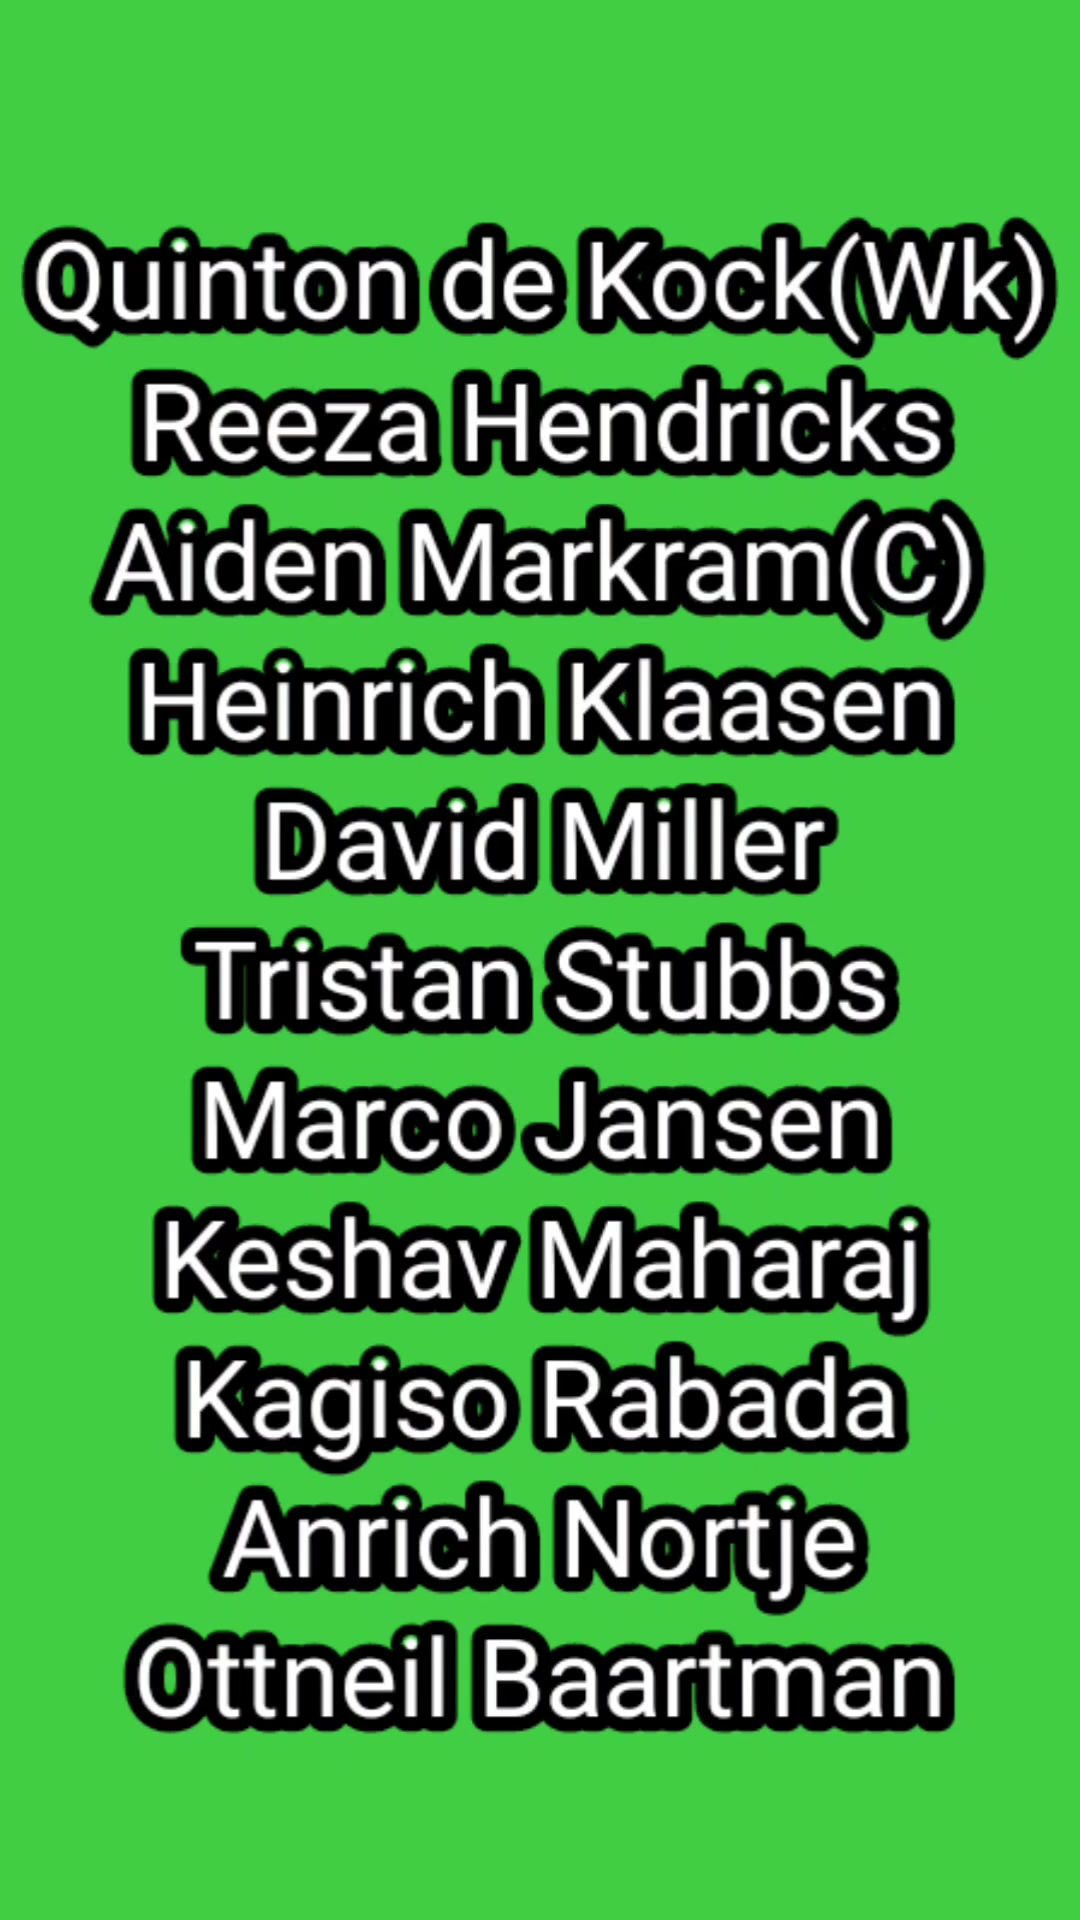 Quinton de Kock(Wk)
Reeza Hendricks
Aiden Markram(C)
Heinrich Klaasen
David Miller
Tristan Stubbs
Marco Jansen
Keshav Maharaj
Kagiso Rabada
Anrich Nortje
Ottneil Baartman